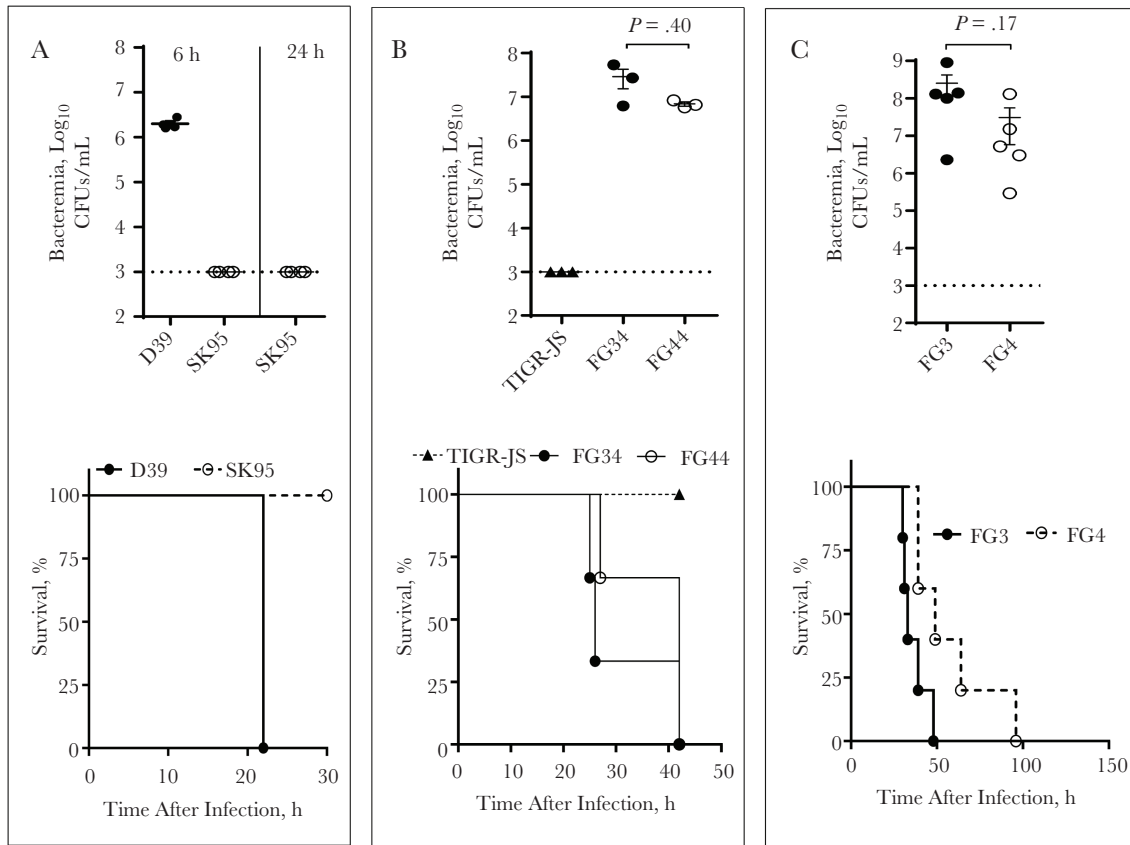 A
6 h
24 h
Bacteremia, Log10
CFUs/mL
8
7
6
5
4
3
2
D39
SK95
SK95
D39
SK95
100
75
50
25
0
Survival, %
0
10
20
30
Time After Infection, h
B
P = .40
Bacteremia, Log10
CFUs/mL
8
7
6
5
4
3
2
TIGR-JS
FG34
FG44
TIGR-JS
FG34
FG44
100
75
50
25
0
Survival, %
0
10
20
30
40
50
Time After Infection, h
C
P = .17
Bacteremia, Log10
CFUs/mL
9
8
7
6
5
4
3
2
FG3
FG4
FG3
FG4
100
75
50
25
0
Survival, %
0
50
100
150
Time After Infection, h